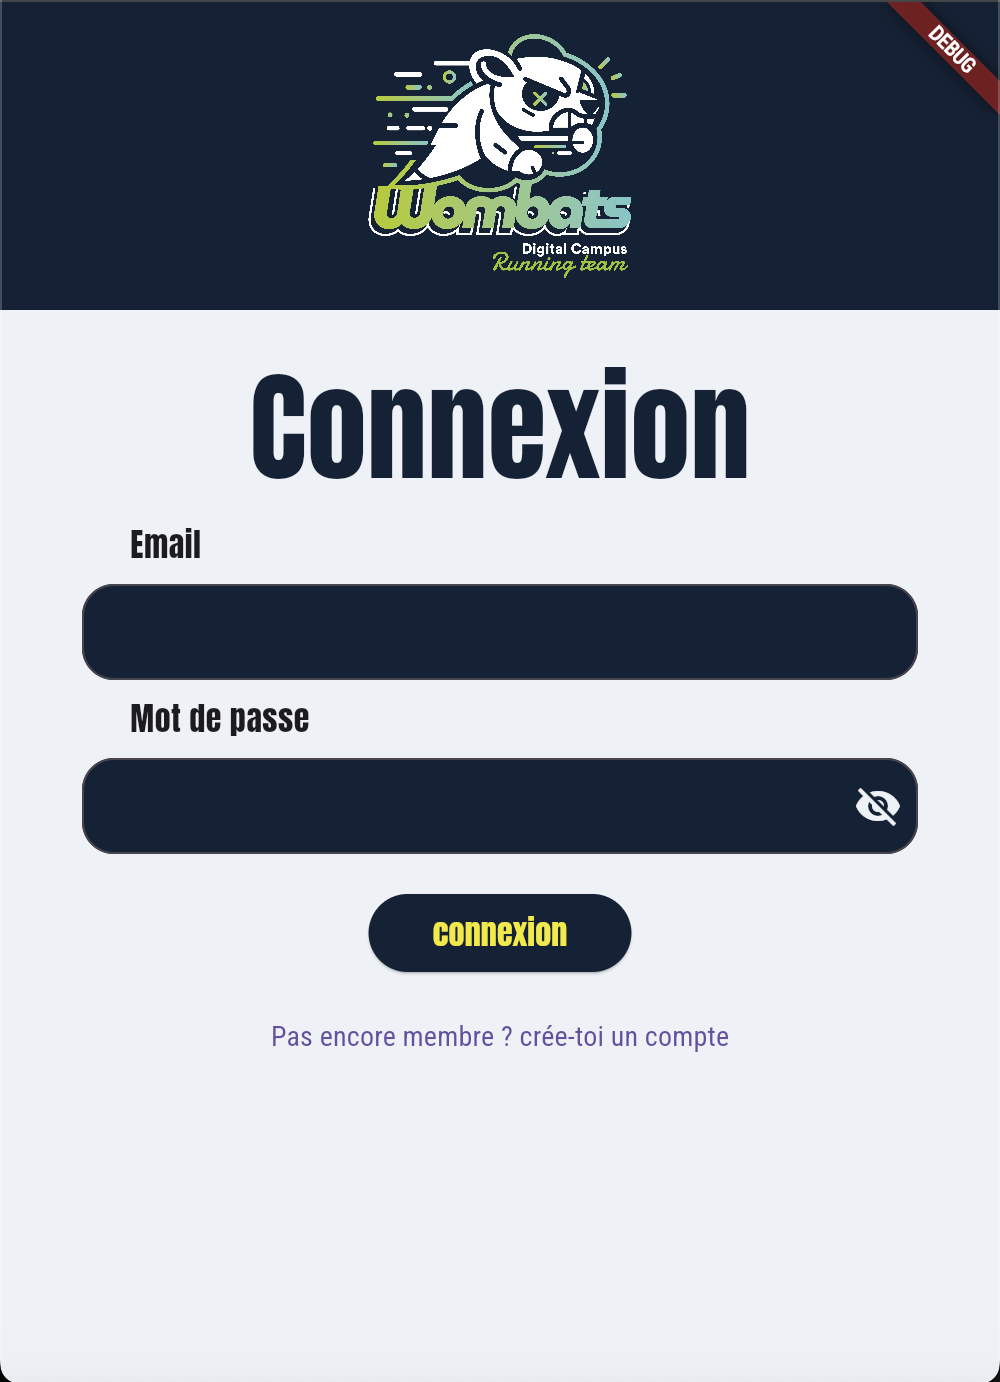 DEBUG
Wombats
Digital Campus
Running team
Connexion
Email
Mot de passe
connexion
Pas encore membre ? crée-toi un compte